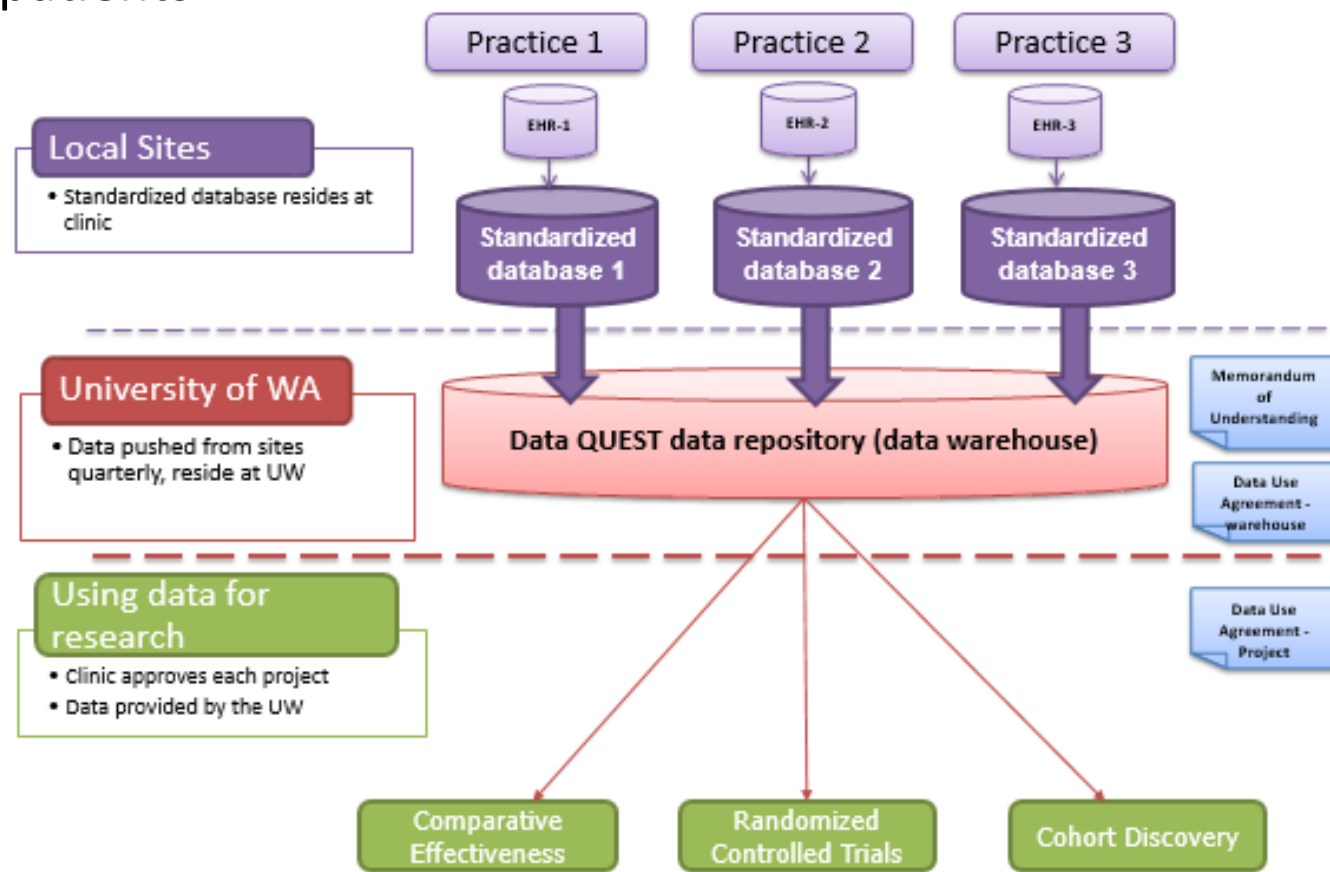 Practice 1
Practice 2
Practice 3
EHR-1
EHR-2
EHR-3
Local Sites
• Standardized database resides at
clinic
Standardized
database 1
Standardized
database 2
Standardized
database 3
University of WA
• Data pushed from sites
quarterly, reside at UW
Data QUEST data repository (data warehouse)
Memorandum
of
Understanding
Data Use
Agreement -
warehouse
Using data for
research
• Clinic approves each project
• Data provided by the UW
Data Use
Agreement -
Project
Comparative
Effectiveness
Randomized
Controlled Trials
Cohort Discovery